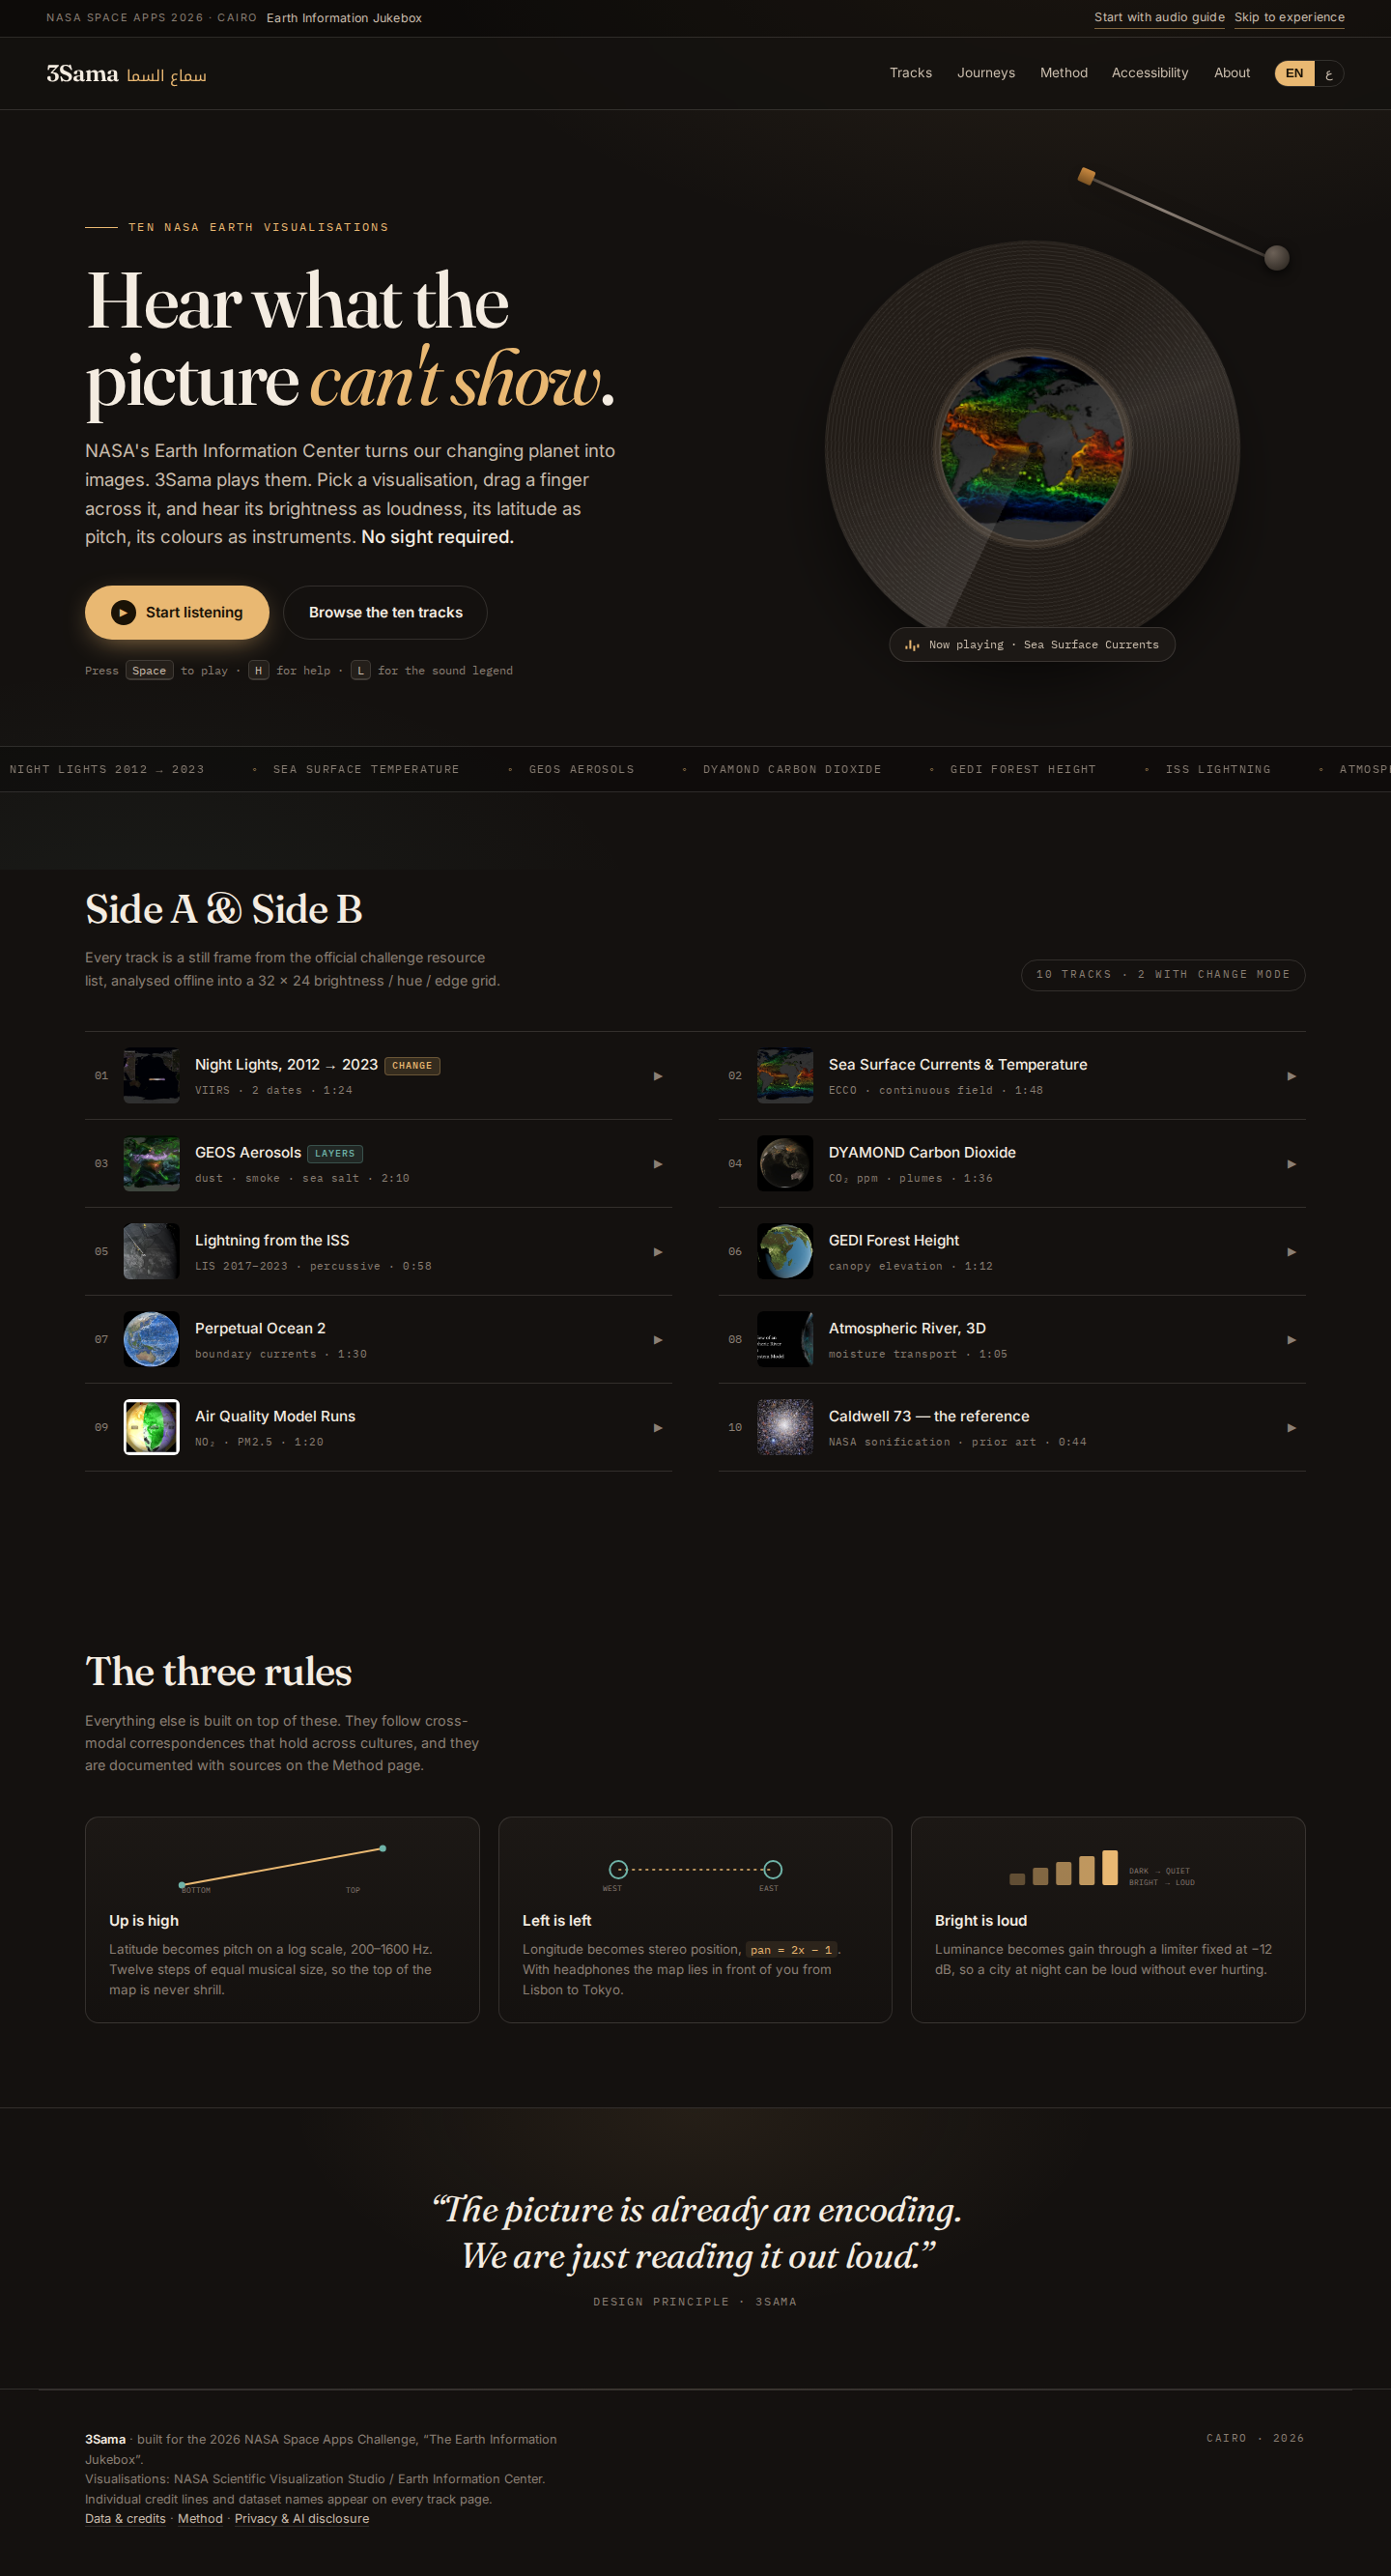 NASA SPACE APPS 2026 · CAIRO Earth Information Jukebox
Start with audio guide Skip to experience
3Sama سماع السما
Tracks Journeys Method Accessibility About EN ع
TEN NASA EARTH VISUALISATIONS
Hear what the
picture can't show.
NASA's Earth Information Center turns our changing planet into
images. 3Sama plays them. Pick a visualisation, drag a finger
across it, and hear its brightness as loudness, its latitude as
pitch, its colours as instruments. No sight required.
▶ Start listening
Browse the ten tracks
Press Space to play · H for help · L for the sound legend
Now playing · Sea Surface Currents
NIGHT LIGHTS 2012 → 2023 ◦ SEA SURFACE TEMPERATURE ◦ GEOS AEROSOLS ◦ DYAMOND CARBON DIOXIDE ◦ GEDI FOREST HEIGHT ◦ ISS LIGHTNING ◦ ATMOSP
Side A & Side B
Every track is a still frame from the official challenge resource
list, analysed offline into a 32 × 24 brightness / hue / edge grid.
10 TRACKS · 2 WITH CHANGE MODE
01 Night Lights, 2012 → 2023 CHANGE ▶
VIIRS · 2 dates · 1:24
02 Sea Surface Currents & Temperature ▶
ECCO · continuous field · 1:48
03 GEOS Aerosols LAYERS ▶
dust · smoke · sea salt · 2:10
04 DYAMOND Carbon Dioxide ▶
CO₂ ppm · plumes · 1:36
05 Lightning from the ISS ▶
LIS 2017–2023 · percussive · 0:58
06 GEDI Forest Height ▶
canopy elevation · 1:12
07 Perpetual Ocean 2 ▶
boundary currents · 1:30
08 Atmospheric River, 3D ▶
moisture transport · 1:05
09 Air Quality Model Runs ▶
NO₂ · PM2.5 · 1:20
10 Caldwell 73 — the reference ▶
NASA sonification · prior art · 0:44
The three rules
Everything else is built on top of these. They follow cross-
modal correspondences that hold across cultures, and they
are documented with sources on the Method page.
BOTTOM TOP
Up is high
Latitude becomes pitch on a log scale, 200–1600 Hz.
Twelve steps of equal musical size, so the top of the
map is never shrill.
WEST EAST
Left is left
Longitude becomes stereo position, pan = 2x − 1.
With headphones the map lies in front of you from
Lisbon to Tokyo.
DARK → QUIET
BRIGHT → LOUD
Bright is loud
Luminance becomes gain through a limiter fixed at −12
dB, so a city at night can be loud without ever hurting.
“The picture is already an encoding.
We are just reading it out loud.”
DESIGN PRINCIPLE · 3SAMA
3Sama · built for the 2026 NASA Space Apps Challenge, “The Earth Information
Jukebox”.
Visualisations: NASA Scientific Visualization Studio / Earth Information Center.
Individual credit lines and dataset names appear on every track page.
Data & credits · Method · Privacy & AI disclosure
CAIRO · 2026